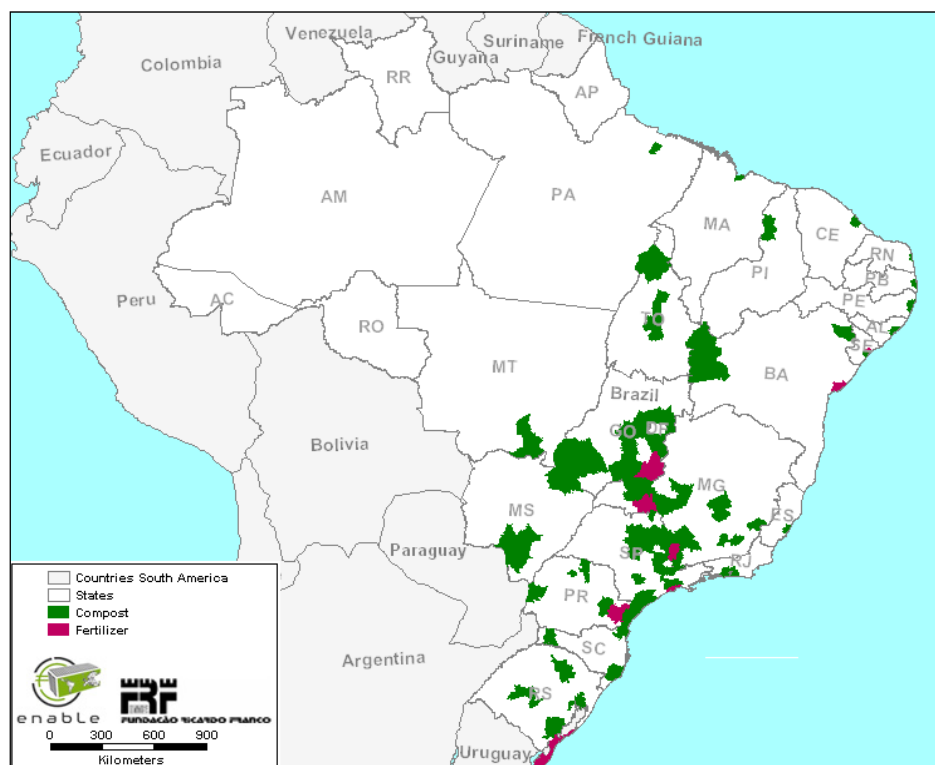 Venezuela
Suriname
French Guiana
Guyana
Colombia
RR
AP
Ecuador
AM
PA
MA
CE
RN
PI
PB
PE
Peru
AC
RO
TO
AL
SE
MT
BA
Brazil
GO
DF
Bolivia
MG
MS
ES
Paraguay
SP
RJ
PR
SC
Argentina
RS
Uruguay
Countries South America
States
Compost
Fertilizer
enable
FRF
FUNDAÇÃO RICARDO FRANCO
0 300 600 900
Kilometers